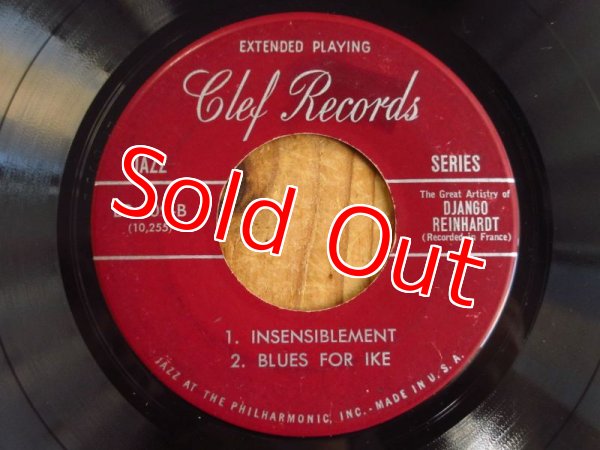 EXTENDED PLAYING
Clef Records
JAZZ SERIES
The Great Artistry of
DJANGO
REINHARDT
(Recorded in France)
(10,255)
Sold Out
1. INSENSIBLEMENT
2. BLUES FOR IKE
JAZZ AT THE PHILHARMONIC, INC. - MADE IN U.S.A.